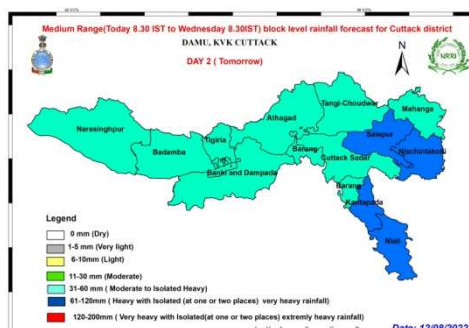 Medium Range(Today 8.30 IST to Wednesday 8.30IST) block level rainfall forecast for Cuttack district
DAMU, KVK CUTTACK
DAY 2 ( Tomorrow)
N
NRRI
Tangi-Choudwar
Mahanga
Athagad
Narasinghpur
Salepur
Tigiria
Badamba
Barang
Nischintakoili
Cuttack Sadar
Banki and Dampada
Barang
Kantapada
Niali
Legend
0 mm (Dry)
1-5 mm (Very light)
6-10mm (Light)
11-30 mm (Moderate)
31-60 mm ( Moderate to Isolated Heavy)
61-120mm ( Heavy with Isolated (at one or two places) very heavy rainfall)
120-200mm ( Very heavy with Isolated(at one or two places) extremly heavy rainfall)